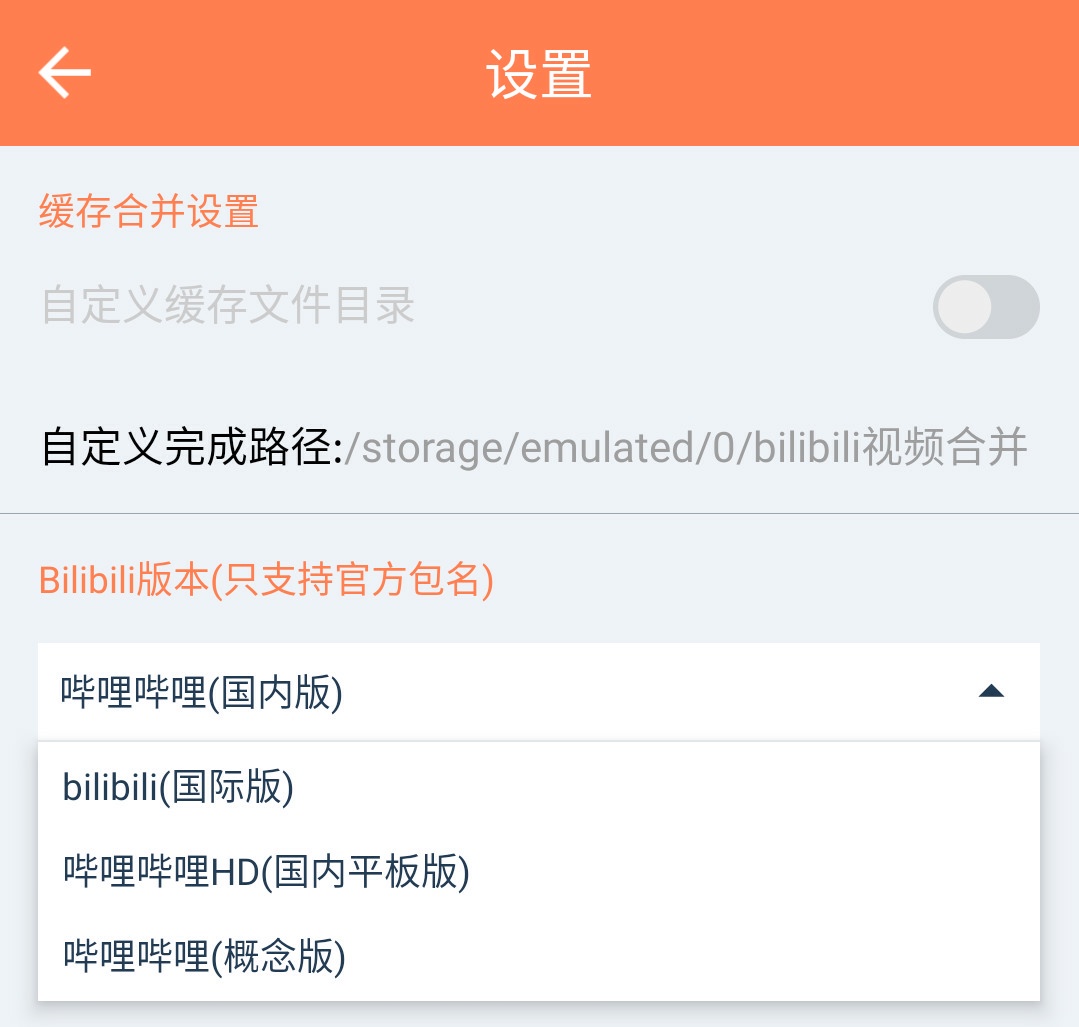 设置
缓存合并设置
自定义缓存文件目录
自定义完成路径:/storage/emulated/0/bilibili视频合并
Bilibili版本(只支持官方包名)
哔哩哔哩(国内版)
bilibili(国际版)
哔哩哔哩HD(国内平板版)
哔哩哔哩(概念版)